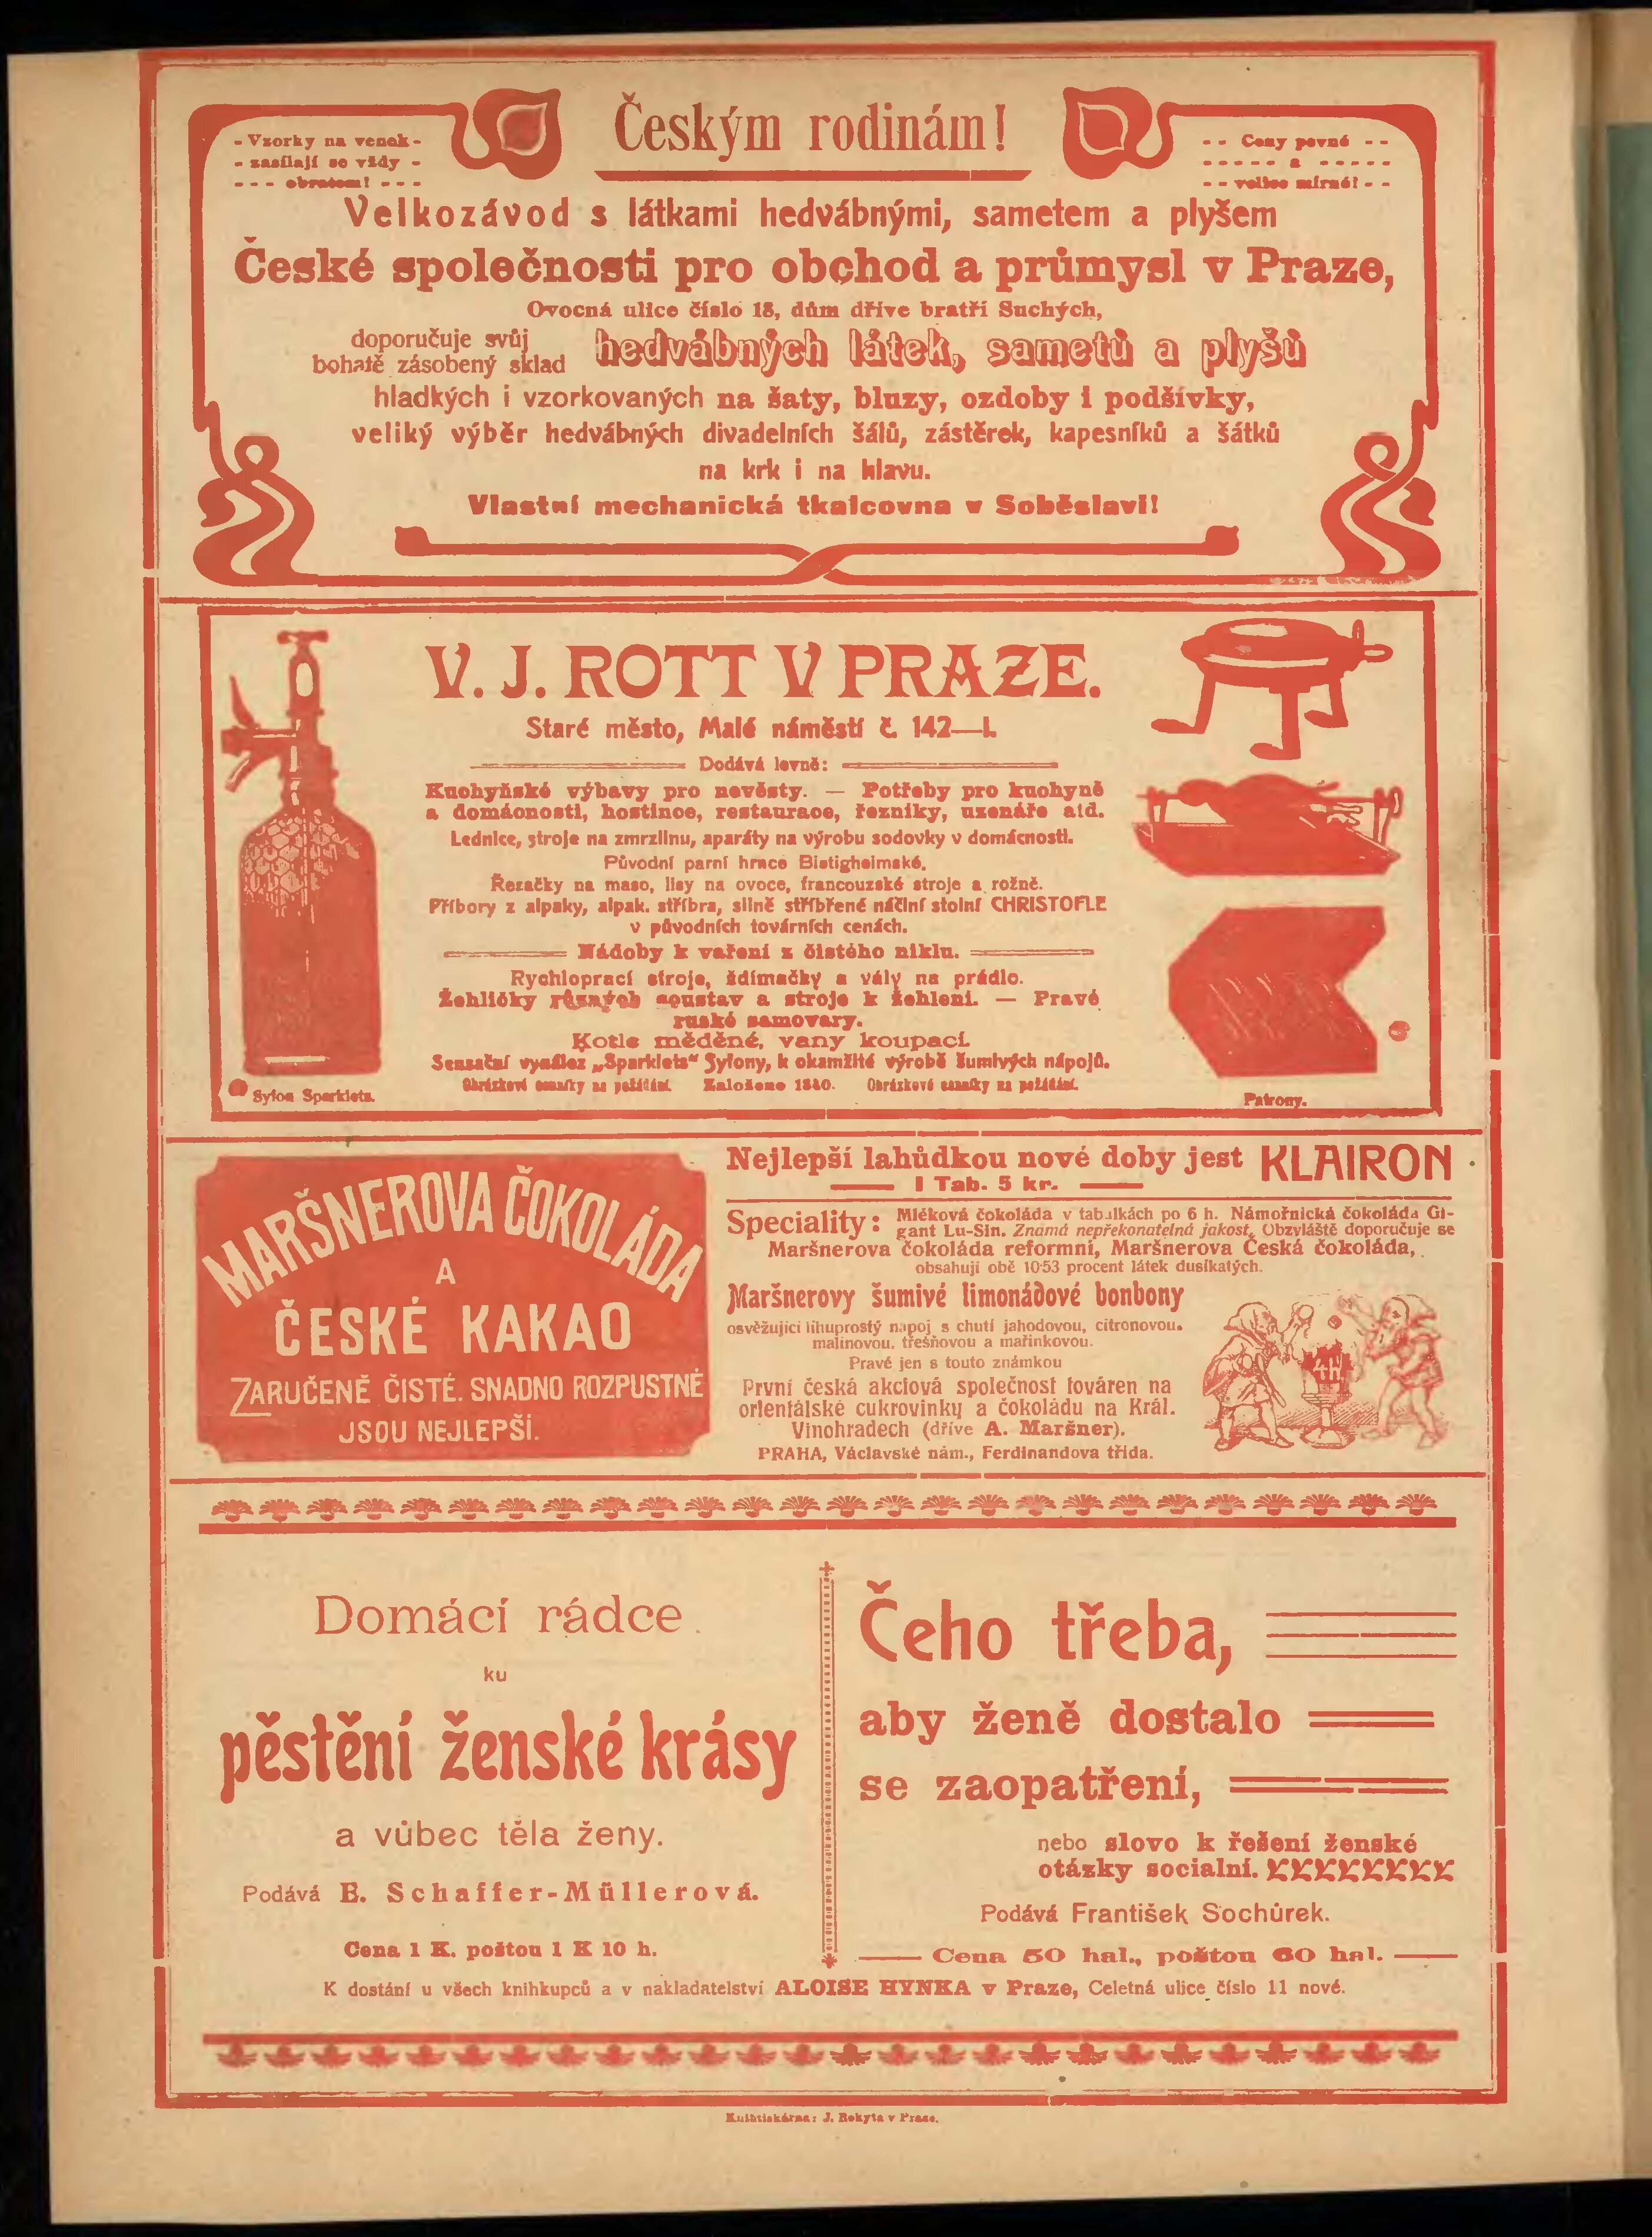 Českým rodinám!
- Vzorky na venek -
- zasílají se vždy -
- - - obratem! - - -
- - Ceny pevné - -
- - - - - a - - - - -
- - velice mírné! - -
Velkozávod s látkami hedvábnými, sametem a plyšem
České společnosti pro obchod a průmysl v Praze,
Ovocná ulice číslo 18, dům dříve bratří Suchých,
doporučuje svůj
bohatě zásobený sklad
hedvábných látek, sametů a plyšů
hladkých i vzorkovaných na šaty, bluzy, ozdoby i podšívky,
veliký výběr hedvábných divadelních šálů, zástěrek, kapesníků a šátků
na krk i na hlavu.
Vlastní mechanická tkalcovna v Soběslavi!
V. J. ROTT V PRAZE.
Staré město, Malé náměstí č. 142—I.
Dodává levně:
Kuchyňské výbavy pro nevěsty. — Potřeby pro kuchyně
a domácnosti, hostince, restaurace, řezníky, uzenáře atd.
Lednice, stroje na zmrzlinu, aparáty na výrobu sodovky v domácnosti.
Původní parní hrnce Bietigheimské.
Řezačky na maso, lisy na ovoce, francouzské stroje a rožně.
Příbory z alpaky, alpak. stříbra, silně stříbřené náčiní stolní CHRISTOFLE
v původních továrních cenách.
Nádoby k vaření z čistého niklu.
Rychloprací stroje, ždímačky a vály na prádlo.
Žehličky různých soustav a stroje k žehlení. — Pravé
ruské samovary.
Kotle měděné, vany koupací.
Sensační vynález „Sparklets“ Syfony, k okamžité výrobě šumivých nápojů.
Obrázkové cenníky na požádání. Založeno 1840. Obrázkové cenníky na požádání.
Syfon Sparklets.
Patrony.
MARŠNEROVA ČOKOLÁDA
A
ČESKÉ KAKAO
ZARUČENĚ ČISTÉ. SNADNO ROZPUSTNÉ
JSOU NEJLEPŠÍ.
Nejlepší lahůdkou nové doby jest KLAIRON.
1 Tab. 5 kr.
Speciality: Mléková čokoláda v tabulkách po 6 h. Námořnická čokoláda Gi-
gant Lu-Sin. Známá nepřekonatelná jakost. Obzvláště doporučuje se
Maršnerova čokoláda reformní, Maršnerova Česká čokoláda,
obsahují obě 10·53 procent látek dusíkatých.
Maršnerovy šumivé limonádové bonbony
osvěžující lihuprostý nápoj s chutí jahodovou, citronovou,
malinovou, třešňovou a mařinkovou.
Pravé jen s touto známkou
První česká akciová společnost továren na
orientálské cukrovinky a čokoládu na Král.
Vinohradech (dříve A. Maršner).
PRAHA, Václavské nám., Ferdinandova třída.
Domácí rádce
ku
pěstění ženské krásy
a vůbec těla ženy.
Podává E. Schaffer-Müllerová.
Cena 1 K. poštou 1 K 10 h.
Čeho třeba,
aby ženě dostalo
se zaopatření,
nebo slovo k řešení ženské
otázky socialní.
Podává František Sochůrek.
Cena 50 hal., poštou 60 hal.
K dostání u všech knihkupců a v nakladatelství ALOISE HYNKA v Praze, Celetná ulice číslo 11 nové.
Knihtiskárna: J. Rokyta v Praze.